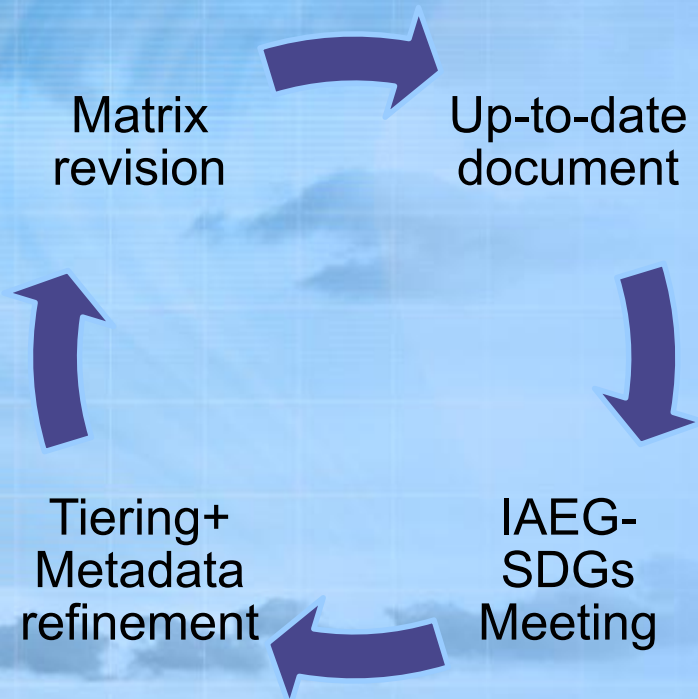 Matrix
revision
Up-to-date
document
IAEG-
SDGs
Meeting
Tiering+
Metadata
refinement